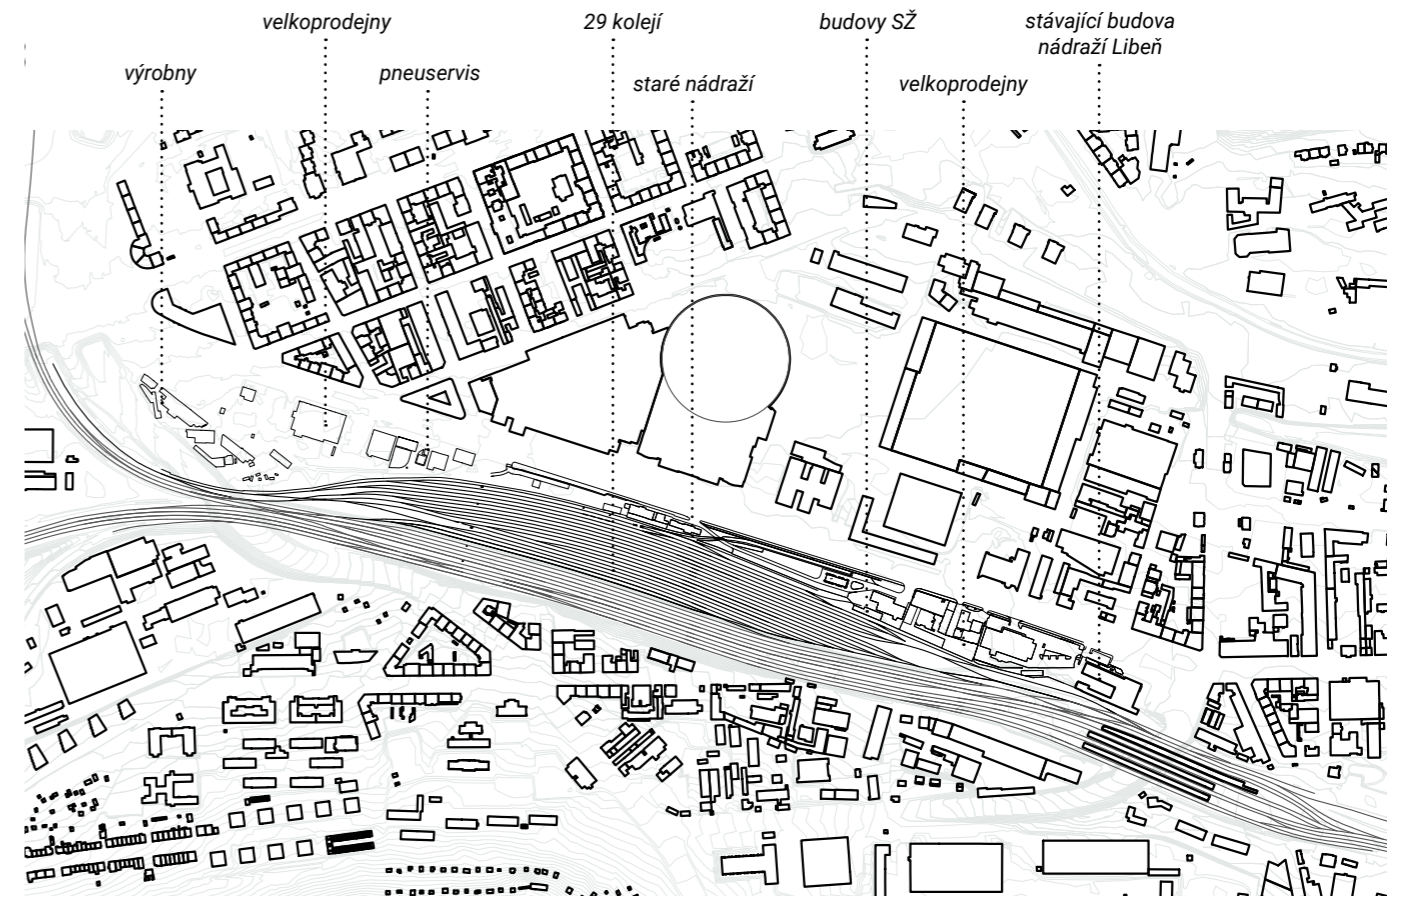 velkoprodejny
29 kolejí
budovy SŽ
stávající budova
nádraží Libeň
výrobny
pneuservis
staré nádraží
velkoprodejny